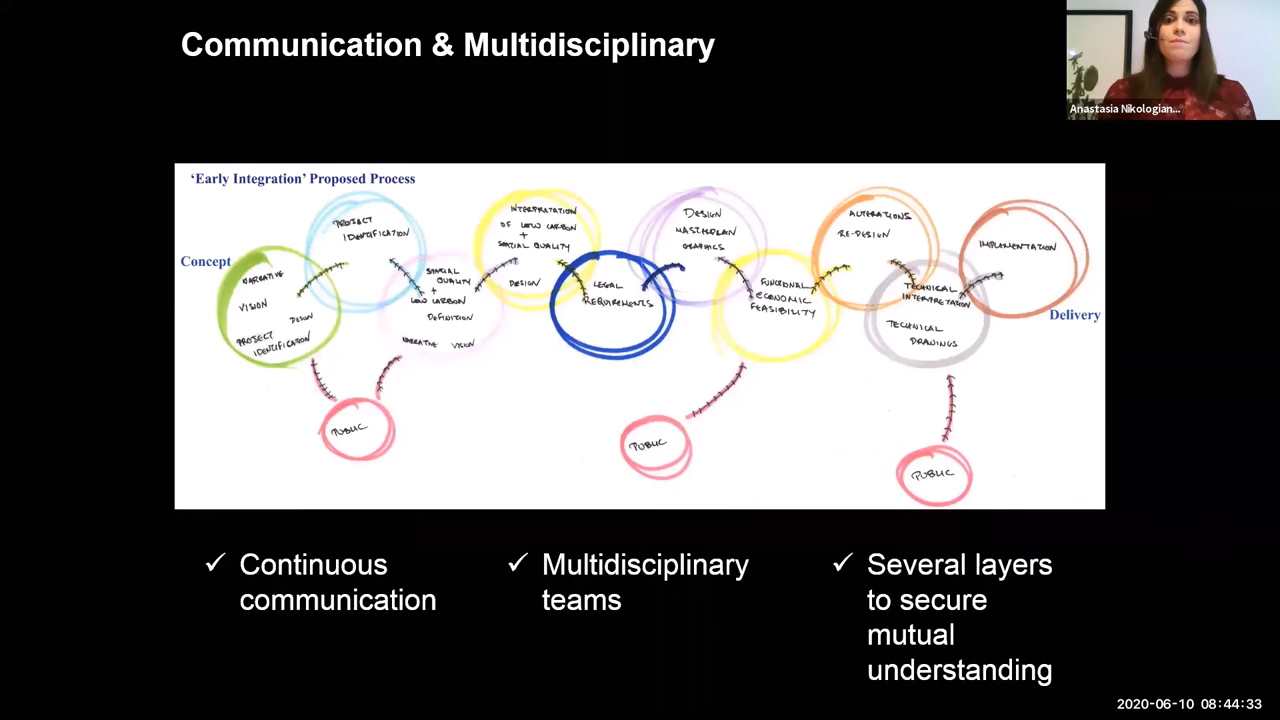 Communication & Multidisciplinary
Anastasia Nikologian...
‘Early Integration’ Proposed Process
Concept
NARRATIVE
VISION
DESIGN
PROJECT
IDENTIFICATION
PROJECT
IDENTIFICATION
SPATIAL
QUALITY
+
LOW CARBON
DEFINITION
NARRATIVE VISION
INTERPRETATION
OF LOW CARBON
+
SPATIAL QUALITY
DESIGN
LEGAL
REQUIREMENTS
DESIGN
MASTERPLAN
GRAPHICS
FUNCTIONAL
ECONOMIC
FEASIBILITY
ALTERATIONS
RE-DESIGN
TECHNICAL
INTERPRETATION
TECHNICAL
DRAWINGS
IMPLEMENTATION
Delivery
PUBLIC
PUBLIC
PUBLIC
✓ Continuous
communication
✓ Multidisciplinary
teams
✓ Several layers
to secure
mutual
understanding
2020-06-10 08:44:33